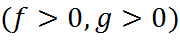 (𝑓 > 0, 𝑔 > 0)